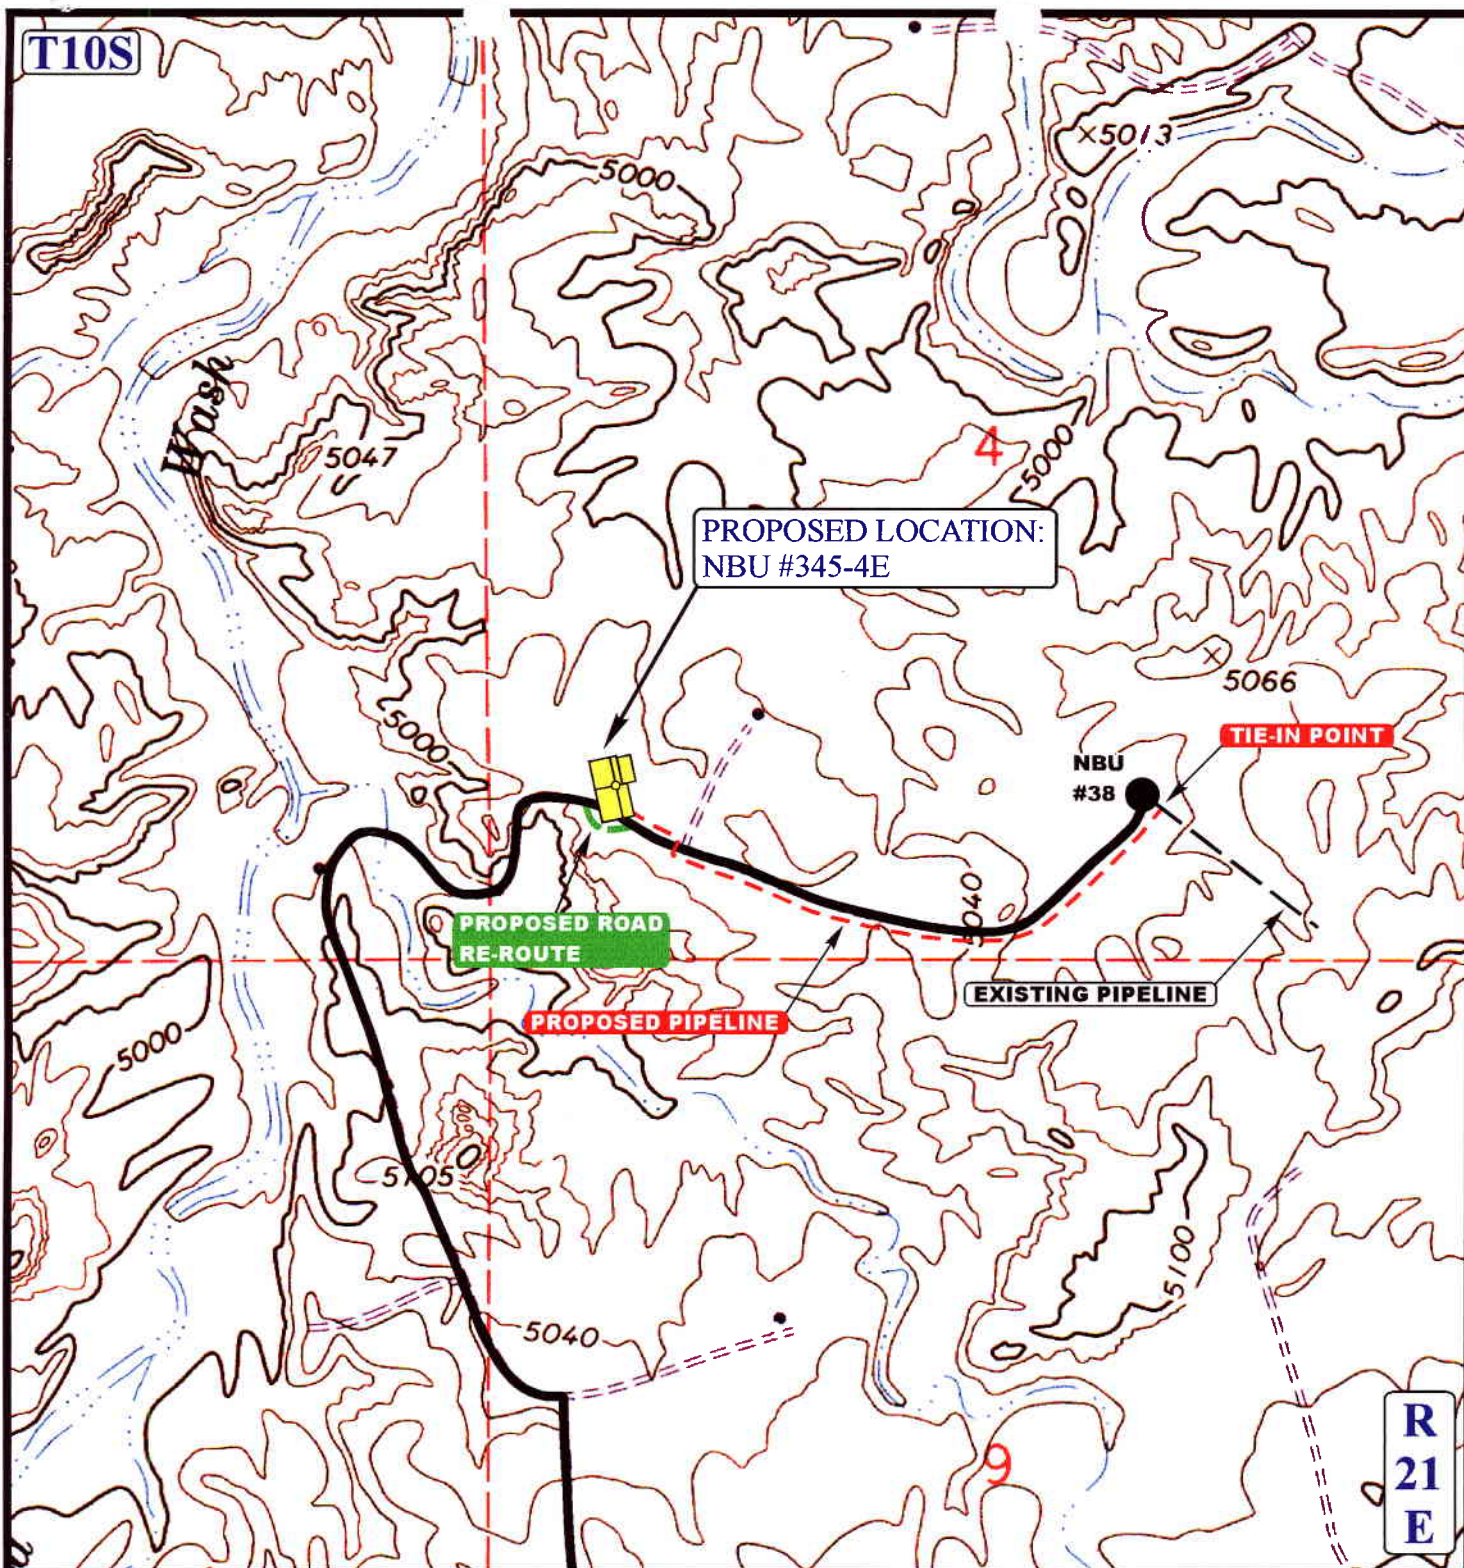 T10S
×5013
5000
Wash
5047
4
5000
PROPOSED LOCATION:
NBU #345-4E
5066
5000
TIE-IN POINT
NBU
#38
5040
PROPOSED ROAD
RE-ROUTE
EXISTING PIPELINE
PROPOSED PIPELINE
5000
5105
5100
5040
9
R
21
E